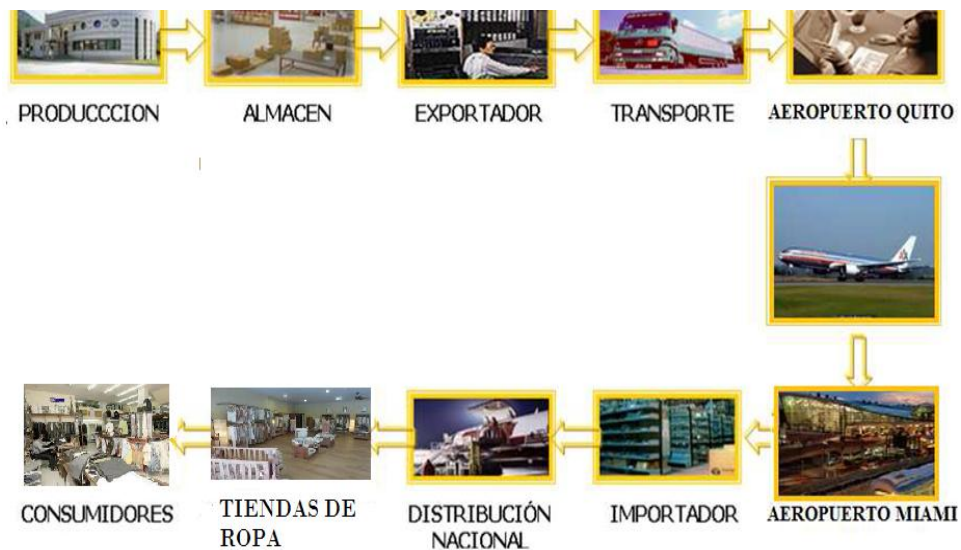 PRODUCCCION
ALMACEN
EXPORTADOR
TRANSPORTE
AEROPUERTO QUITO
CONSUMIDORES
TIENDAS DE
ROPA
DISTRIBUCIÓN
NACIONAL
IMPORTADOR
AEROPUERTO MIAMI